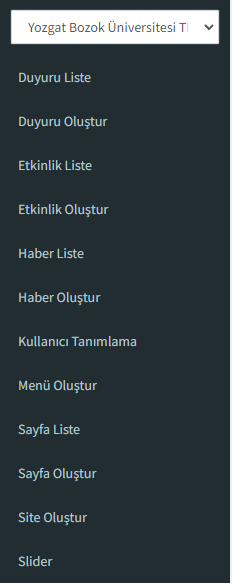 Yozgat Bozok Üniversitesi
Duyuru Liste
Duyuru Oluştur
Etkinlik Liste
Etkinlik Oluştur
Haber Liste
Haber Oluştur
Kullanıcı Tanımlama
Menü Oluştur
Sayfa Liste
Sayfa Oluştur
Site Oluştur
Slider